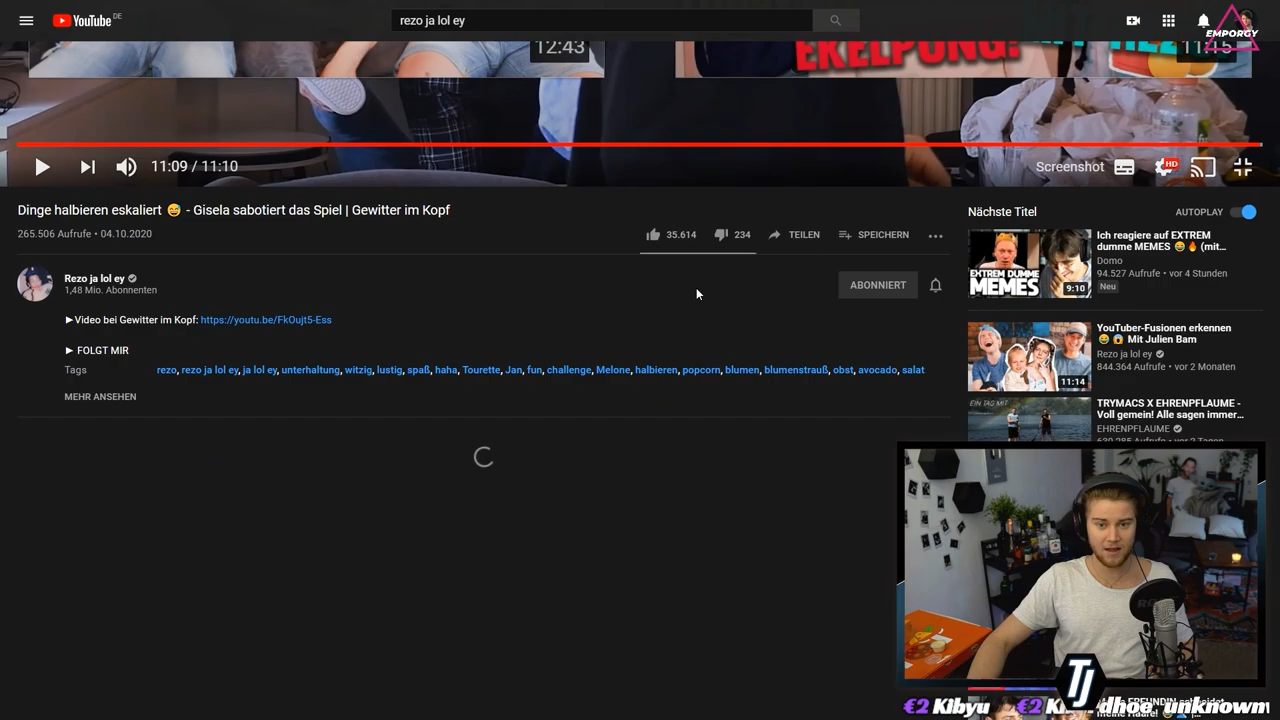 YouTube DE
rezo ja lol ey
EMPORGY
12:43
EKELPUNG!
11:15
11:09 / 11:10
Screenshot
HD
Dinge halbieren eskaliert 😅 - Gisela sabotiert das Spiel | Gewitter im Kopf
265.506 Aufrufe • 04.10.2020
35.614
234
TEILEN
SPEICHERN
Rezo ja lol ey
1,48 Mio. Abonnenten
ABONNIERT
►Video bei Gewitter im Kopf: https://youtu.be/FkOujt5-Ess
► FOLGT MIR
Tags rezo, rezo ja lol ey, ja lol ey, unterhaltung, witzig, lustig, spaß, haha, Tourette, Jan, fun, challenge, Melone, halbieren, popcorn, blumen, blumenstrauß, obst, avocado, salat
MEHR ANSEHEN
Nächste Titel
AUTOPLAY
EXTREM DUMME
MEMES
9:10
Ich reagiere auf EXTREM
dumme MEMES 😂🔥 (mit…
Domo
94.527 Aufrufe • vor 4 Stunden
Neu
11:14
YouTuber-Fusionen erkennen
😂😱 Mit Julien Bam
Rezo ja lol ey
844.364 Aufrufe • vor 2 Monaten
EIN TAG MIT
TRYMACS X EHRENPFLAUME -
Voll gemein! Alle sagen immer…
EHRENPFLAUME
TJ
€2 Kibyu
€2
dhoe_unknown